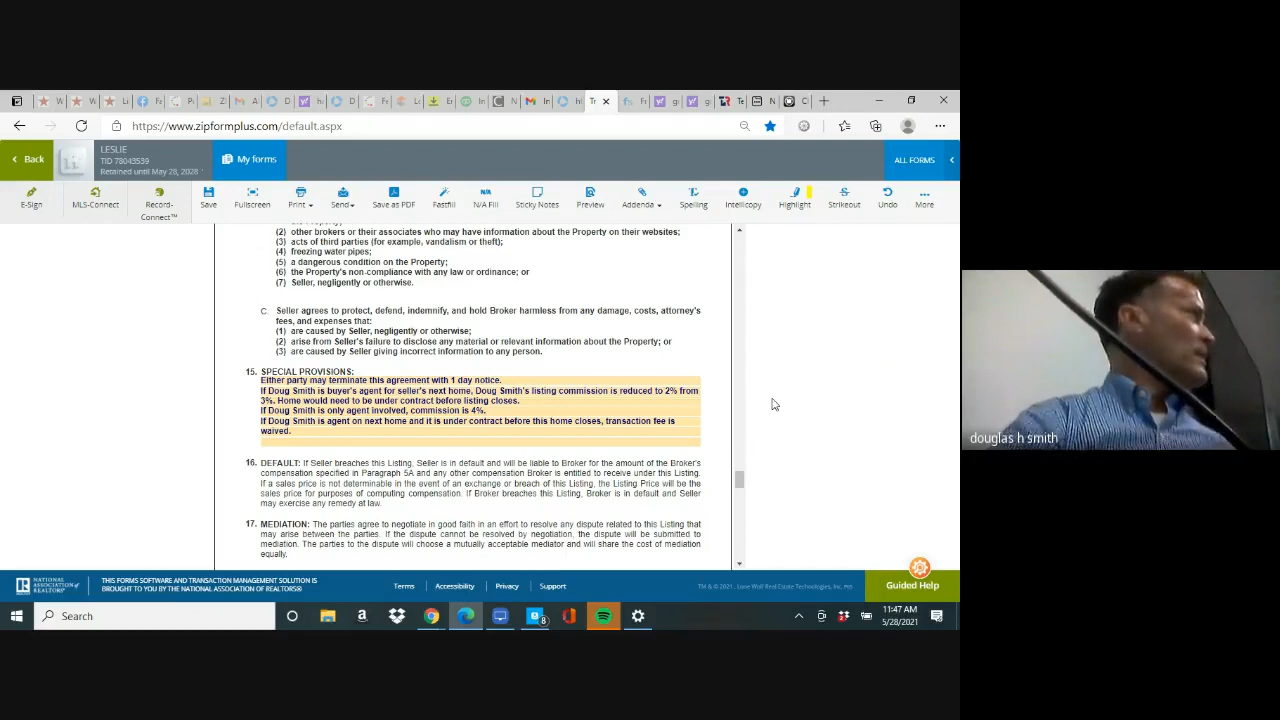 https://www.zipformplus.com/default.aspx
Back
LESLIE
TID 78043539
Retained until May 28, 2028
My forms
ALL FORMS
E-Sign
MLS-Connect
Record-
Connect™
Save
Fullscreen
Print
Send
Save as PDF
Fastfill
N/A
N/A Fill
Sticky Notes
Preview
Addenda
Spelling
Intellicopy
Highlight
Strikeout
Undo
More
(2) other brokers or their associates who may have information about the Property on their websites;
(3) acts of third parties (for example, vandalism or theft);
(4) freezing water pipes;
(5) a dangerous condition on the Property;
(6) the Property's non-compliance with any law or ordinance; or
(7) Seller, negligently or otherwise.
C Seller agrees to protect, defend, indemnify, and hold Broker harmless from any damage, costs, attorney's
fees, and expenses that:
(1) are caused by Seller, negligently or otherwise;
(2) arise from Seller's failure to disclose any material or relevant information about the Property; or
(3) are caused by Seller giving incorrect information to any person.
15. SPECIAL PROVISIONS:
Either party may terminate this agreement with 1 day notice.
If Doug Smith is buyer's agent for seller's next home, Doug Smith's listing commission is reduced to 2% from
3%. Home would need to be under contract before listing closes.
If Doug Smith is only agent involved, commission is 4%.
If Doug Smith is agent on next home and it is under contract before this home closes, transaction fee is
waived.
16. DEFAULT: If Seller breaches this Listing, Seller is in default and will be liable to Broker for the amount of the Broker's
compensation specified in Paragraph 5A and any other compensation Broker is entitled to receive under this Listing.
If a sales price is not determinable in the event of an exchange or breach of this Listing, the Listing Price will be the
sales price for purposes of computing compensation. If Broker breaches this Listing, Broker is in default and Seller
may exercise any remedy at law.
17. MEDIATION: The parties agree to negotiate in good faith in an effort to resolve any dispute related to this Listing that
may arise between the parties. If the dispute cannot be resolved by negotiation, the dispute will be submitted to
mediation. The parties to the dispute will choose a mutually acceptable mediator and will share the cost of mediation
equally.
douglas h smith
NATIONAL
ASSOCIATION of
REALTORS®
THIS FORMS SOFTWARE AND TRANSACTION MANAGEMENT SOLUTION IS
BROUGHT TO YOU BY THE NATIONAL ASSOCIATION OF REALTORS®
Terms
Accessibility
Privacy
Support
TM & © 2021 , Lone Wolf Real Estate Technologies, Inc.
Guided Help
Search
8
2
11:47 AM
5/28/2021